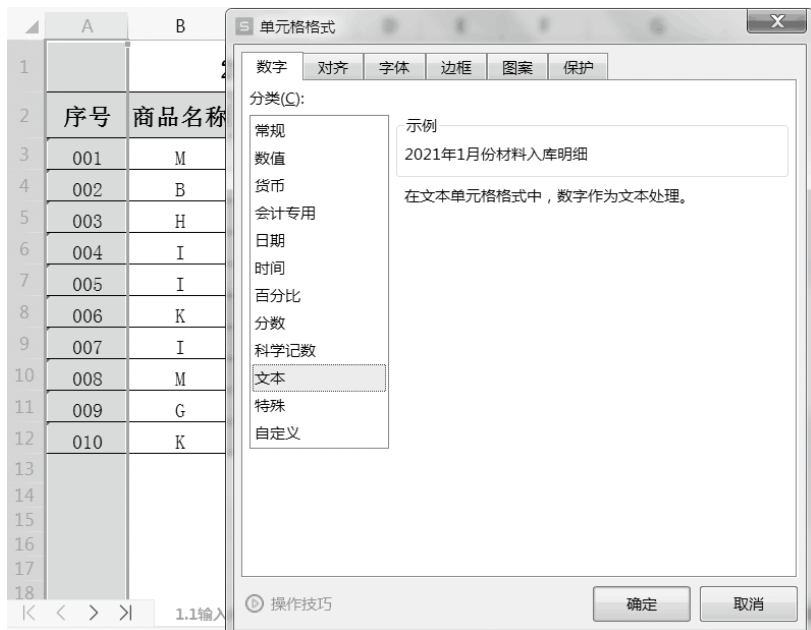 A B S 单元格格式 X
数字 对齐 字体 边框 图案 保护
1
分类(C):
2 序号 商品名称
常规
示例
数值
2021年1月份材料入库明细
货币
在文本单元格格式中，数字作为文本处理。
会计专用
日期
时间
百分比
分数
科学记数
文本
特殊
自定义
3 001 M
4 002 B
5 003 H
6 004 I
7 005 I
8 006 K
9 007 I
10 008 M
11 009 G
12 010 K
13
14
15
16
17
18
1.1输入
操作技巧 确定 取消